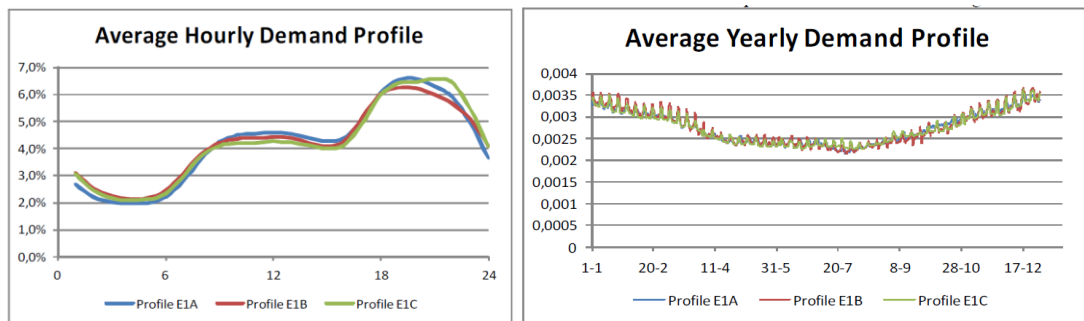 Average Hourly Demand Profile
7,0%
6,0%
5,0%
4,0%
3,0%
2,0%
1,0%
0,0%
0 6 12 18 24
Profile E1A Profile E1B Profile E1C
Average Yearly Demand Profile
0,004
0,0035
0,003
0,0025
0,002
0,0015
0,001
0,0005
0
1-1 20-2 11-4 31-5 20-7 8-9 28-10 17-12
Profile E1A Profile E1B Profile E1C